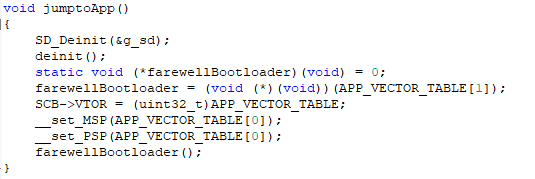 void jumptoApp()
{
SD_Deinit(&g_sd);
deinit();
static void (*farewellBootloader)(void) = 0;
farewellBootloader = (void (*)(void))(APP_VECTOR_TABLE[1]);
SCB->VTOR = (uint32_t)APP_VECTOR_TABLE;
__set_MSP(APP_VECTOR_TABLE[0]);
__set_PSP(APP_VECTOR_TABLE[0]);
farewellBootloader();
}